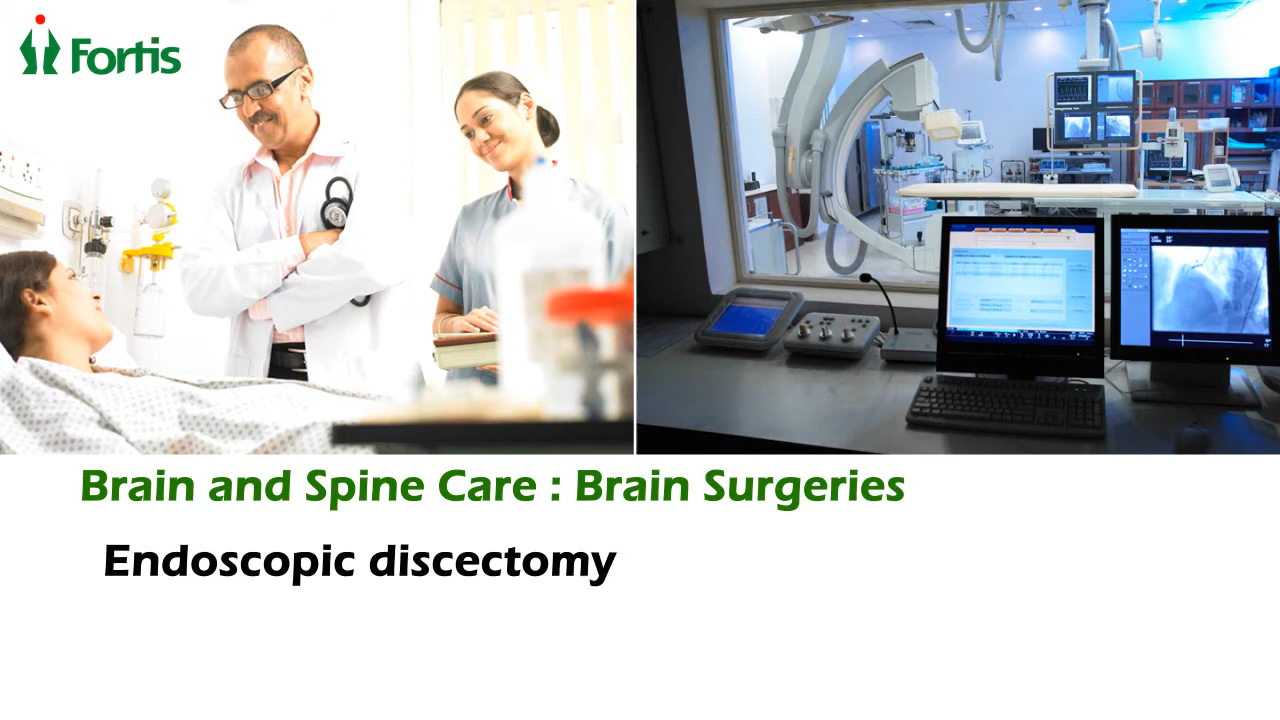 Fortis
Brain and Spine Care : Brain Surgeries
Endoscopic discectomy